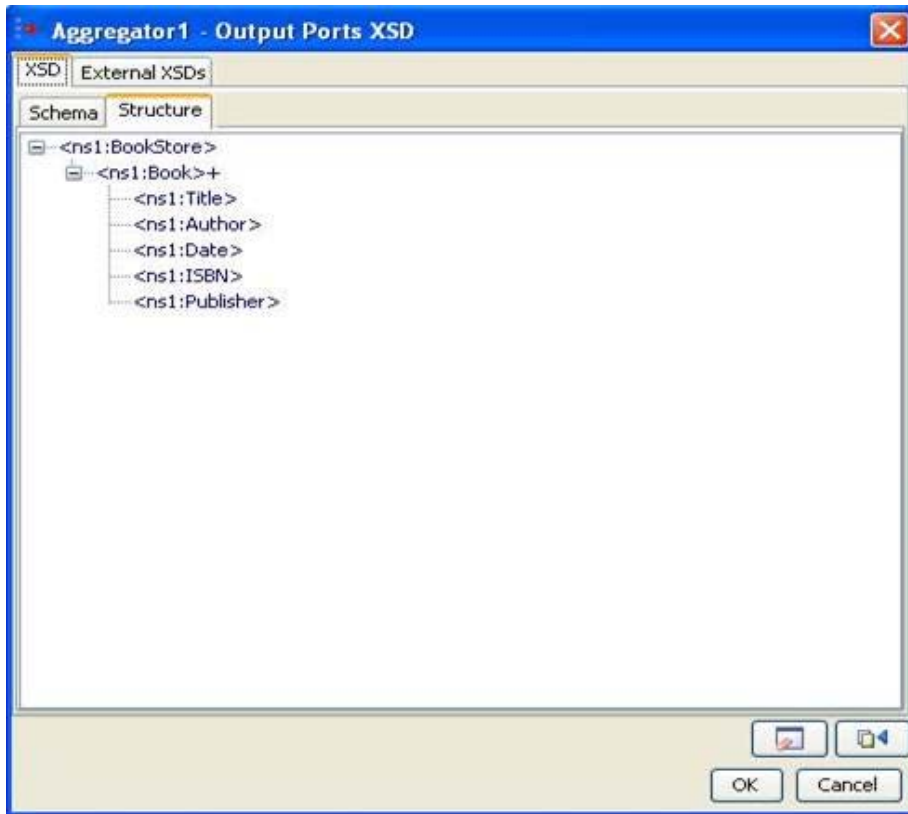 Aggregator1 - Output Ports XSD
XSD External XSDs
Schema Structure
<ns1:BookStore>
<ns1:Book>+
<ns1:Title>
<ns1:Author>
<ns1:Date>
<ns1:ISBN>
<ns1:Publisher>
OK Cancel